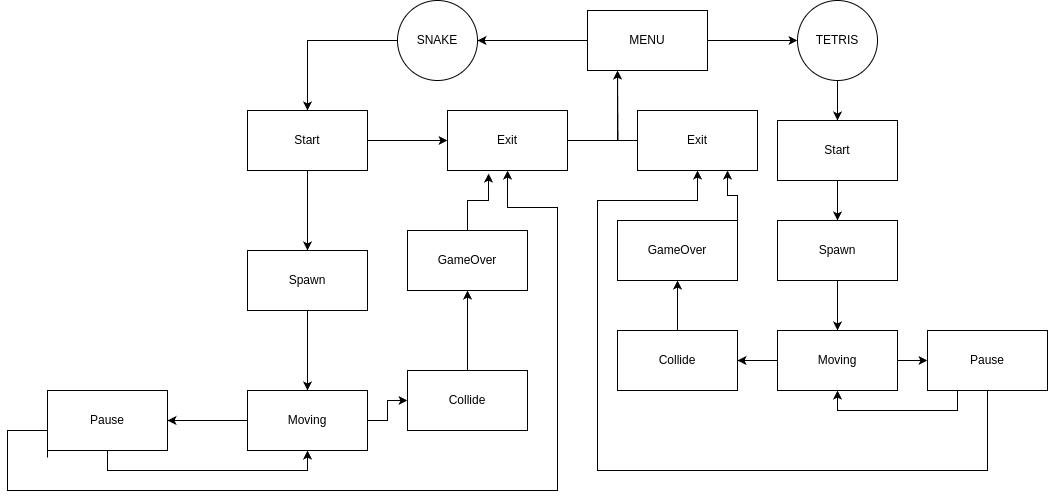 SNAKE
MENU
TETRIS
Start
Exit
Exit
Start
Spawn
GameOver
GameOver
Spawn
Collide
Moving
Pause
Pause
Moving
Collide